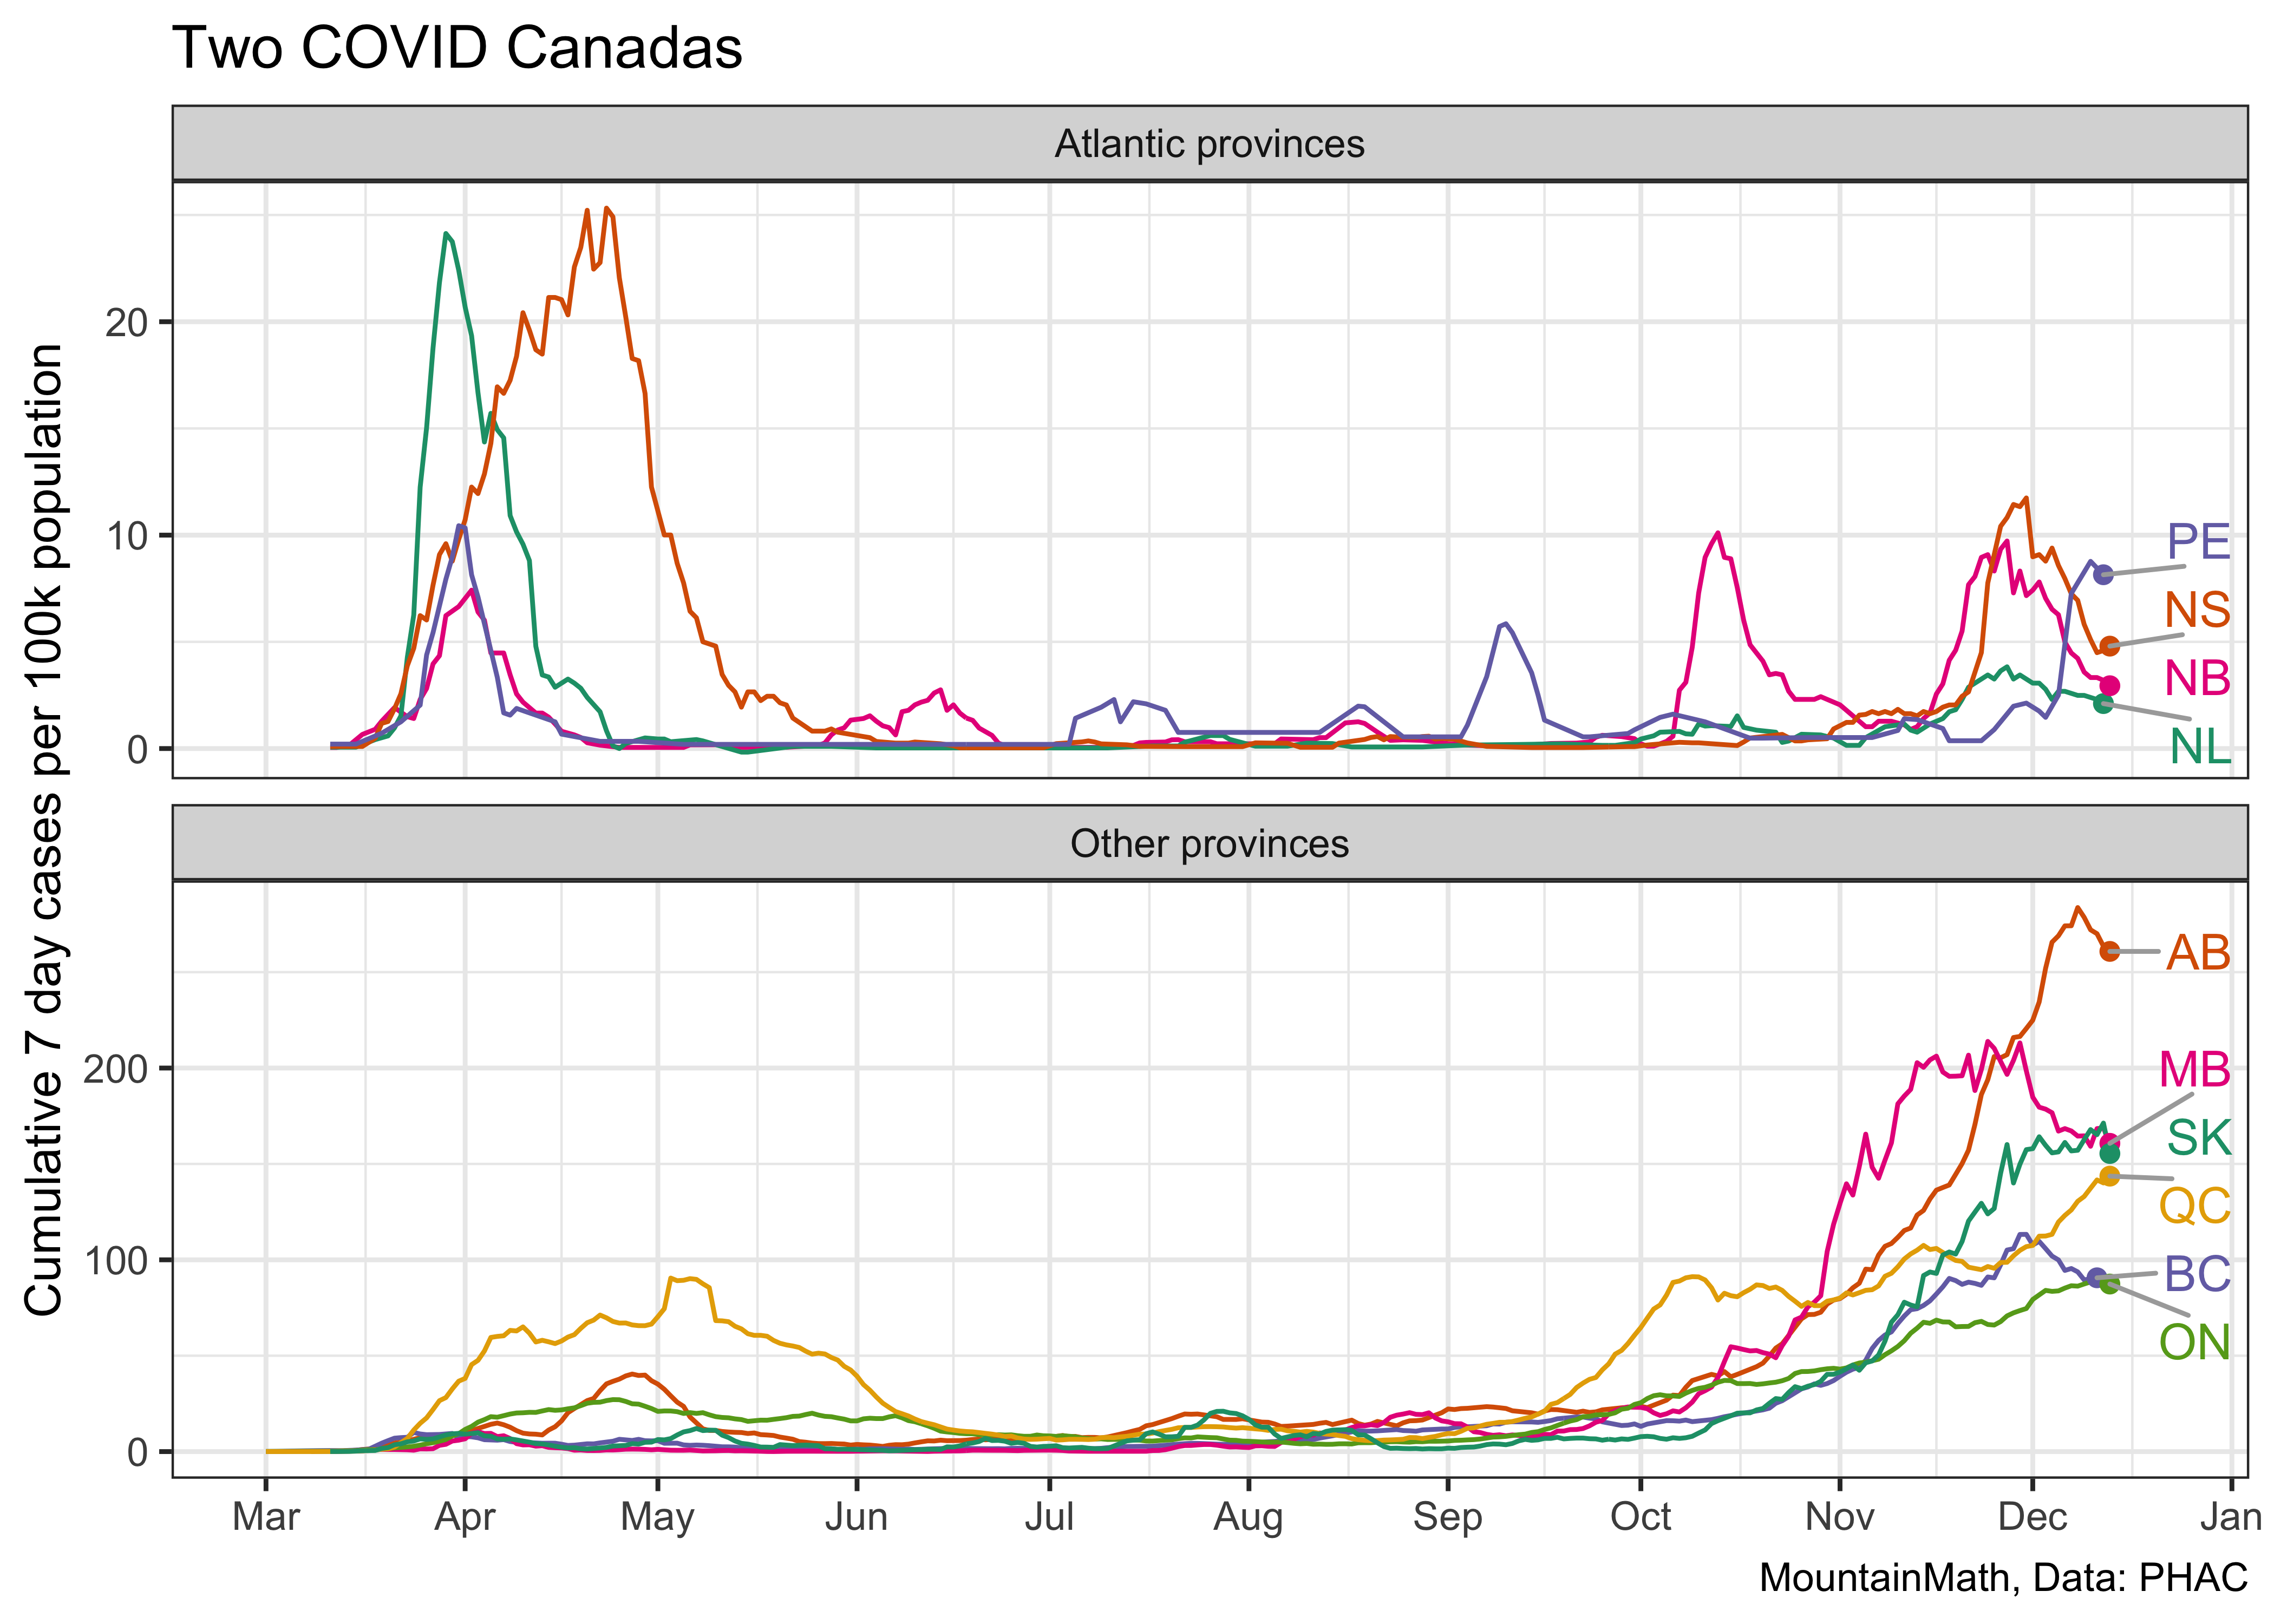 Two COVID Canadas
Cumulative 7 day cases per 100k population
Atlantic provinces
20
10
0
PE
NS
NB
NL
Other provinces
200
100
0
AB
MB
SK
QC
BC
ON
Mar Apr May Jun Jul Aug Sep Oct Nov Dec Jan
MountainMath, Data: PHAC